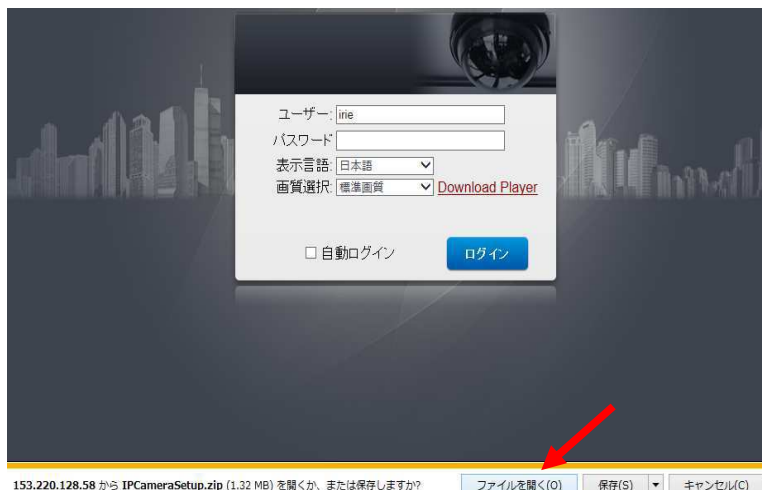 ユーザー: irie
パスワード
表示言語: 日本語
画質選択: 標準画質 Download Player
自動ログイン ログイン
153.220.128.58 から IPCameraSetup.zip (1.32 MB) を開くか、または保存しますか? ファイルを開く(O) 保存(S) キャンセル(C)